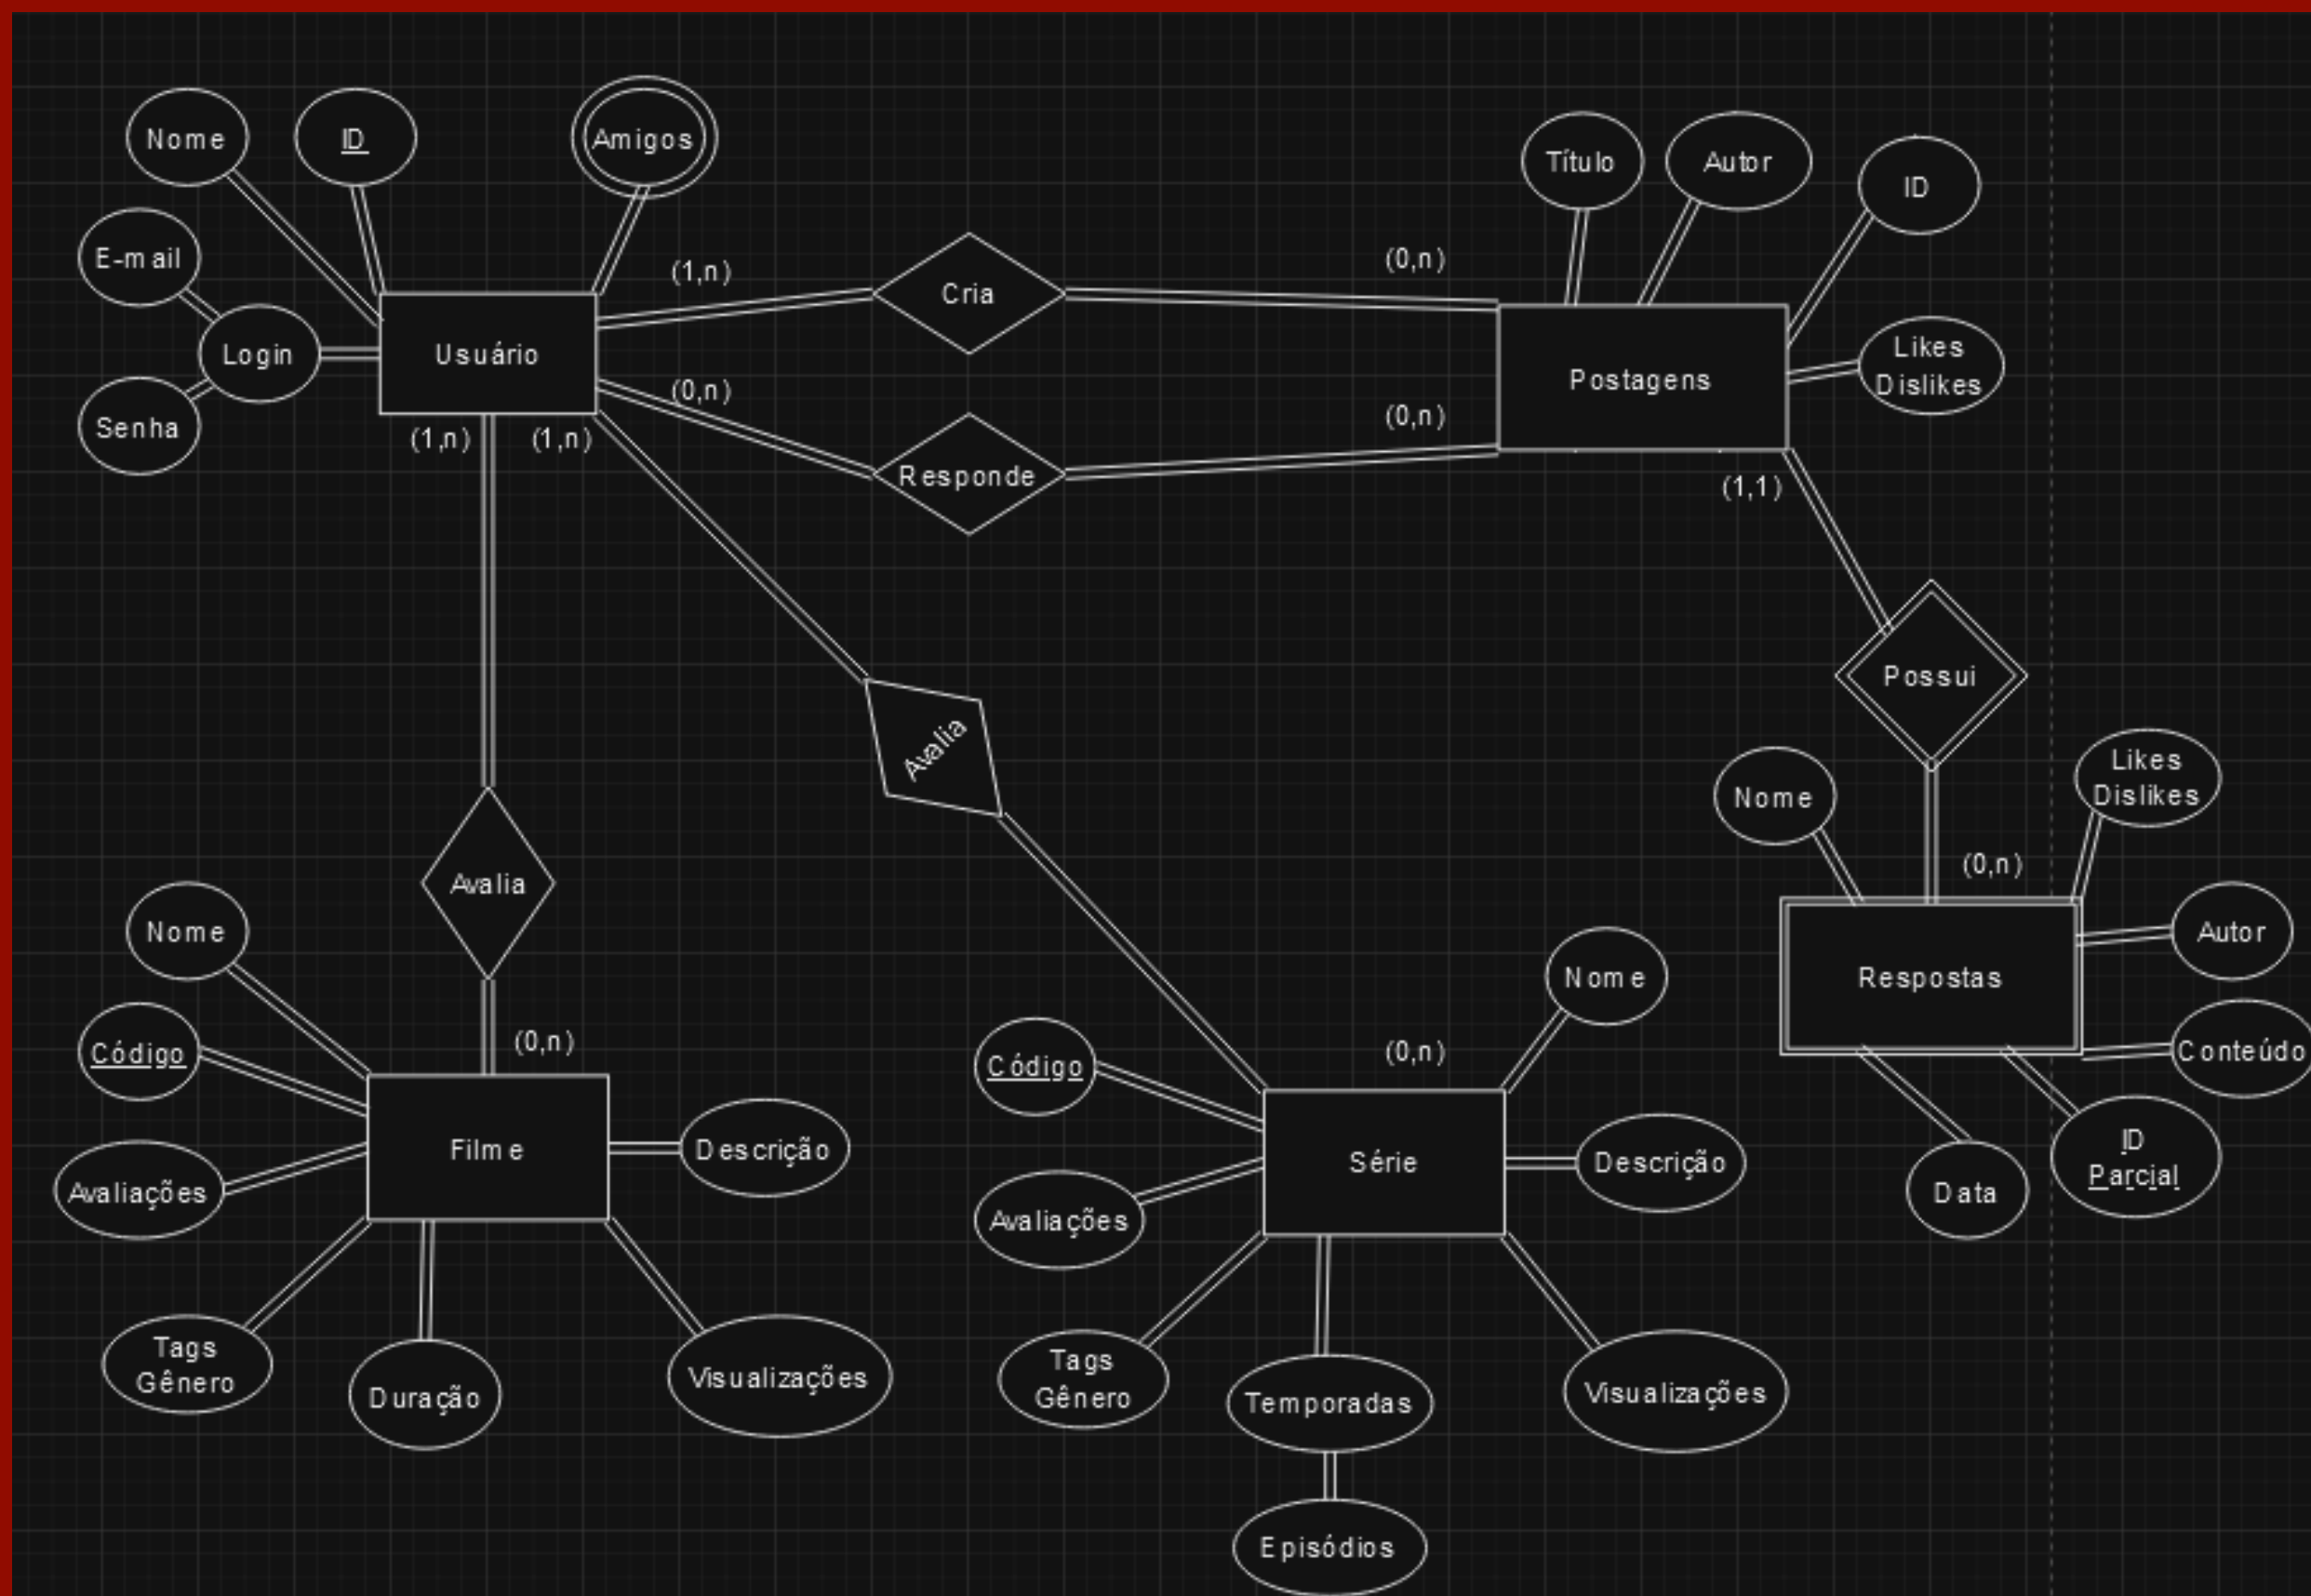 Nome
ID
Amigos
Título
Autor
ID
E-mail
(1,n)
Cria
(0,n)
Login
Usuário
Likes
Dislikes
Postagens
Senha
(0,n)
(0,n)
(1,n)
(1,n)
Responde
(1,1)
Possui
Avalia
Nome
Likes
Dislikes
Avalia
(0,n)
Nome
Autor
Nome
Respostas
Código
(0,n)
Código
(0,n)
Conteúdo
Filme
Descrição
Série
Descrição
ID
Parcial
Avaliações
Avaliações
Data
Tags
Gênero
Duração
Visualizações
Tags
Gênero
Temporadas
Visualizações
Episódios